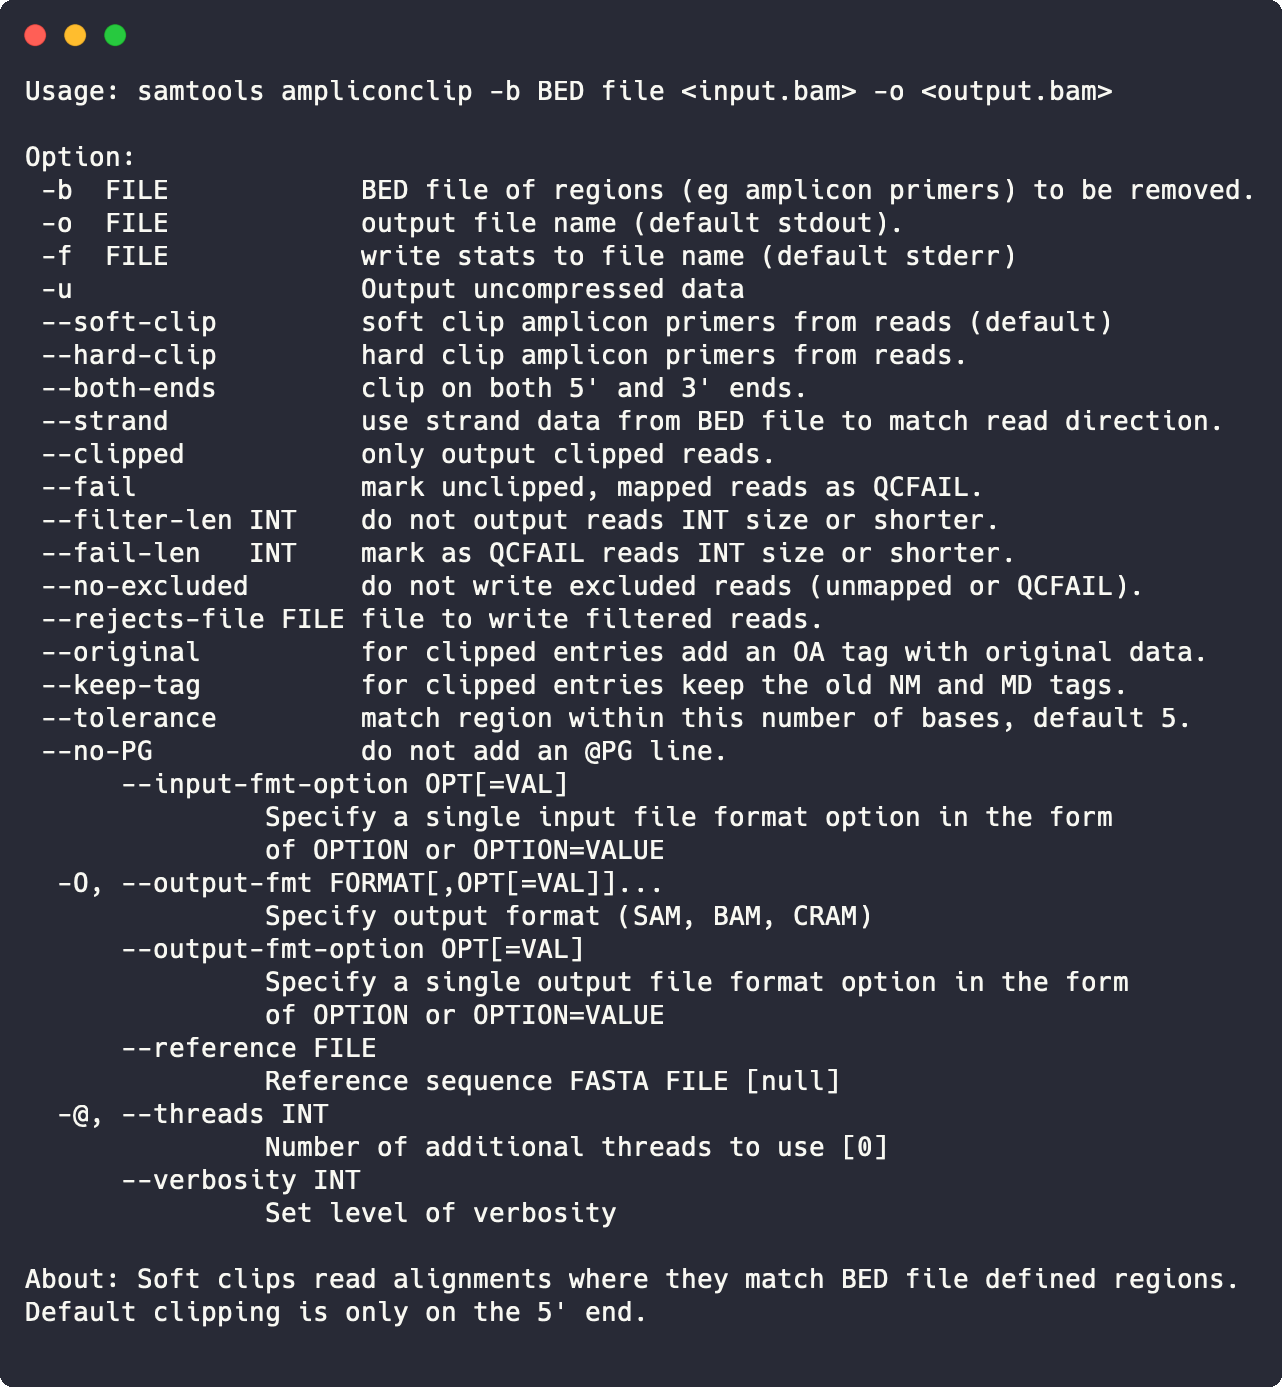 Usage: samtools ampliconclip -b BED file <input.bam> -o <output.bam>

Option:
 -b  FILE            BED file of regions (eg amplicon primers) to be removed.
 -o  FILE            output file name (default stdout).
 -f  FILE            write stats to file name (default stderr)
 -u                  Output uncompressed data
 --soft-clip         soft clip amplicon primers from reads (default)
 --hard-clip         hard clip amplicon primers from reads.
 --both-ends         clip on both 5' and 3' ends.
 --strand            use strand data from BED file to match read direction.
 --clipped           only output clipped reads.
 --fail              mark unclipped, mapped reads as QCFAIL.
 --filter-len INT    do not output reads INT size or shorter.
 --fail-len   INT    mark as QCFAIL reads INT size or shorter.
 --no-excluded       do not write excluded reads (unmapped or QCFAIL).
 --rejects-file FILE file to write filtered reads.
 --original          for clipped entries add an OA tag with original data.
 --keep-tag          for clipped entries keep the old NM and MD tags.
 --tolerance         match region within this number of bases, default 5.
 --no-PG             do not add an @PG line.
      --input-fmt-option OPT[=VAL]
               Specify a single input file format option in the form
               of OPTION or OPTION=VALUE
  -O, --output-fmt FORMAT[,OPT[=VAL]]...
               Specify output format (SAM, BAM, CRAM)
      --output-fmt-option OPT[=VAL]
               Specify a single output file format option in the form
               of OPTION or OPTION=VALUE
      --reference FILE
               Reference sequence FASTA FILE [null]
  -@, --threads INT
               Number of additional threads to use [0]
      --verbosity INT
               Set level of verbosity

About: Soft clips read alignments where they match BED file defined regions.
Default clipping is only on the 5' end.